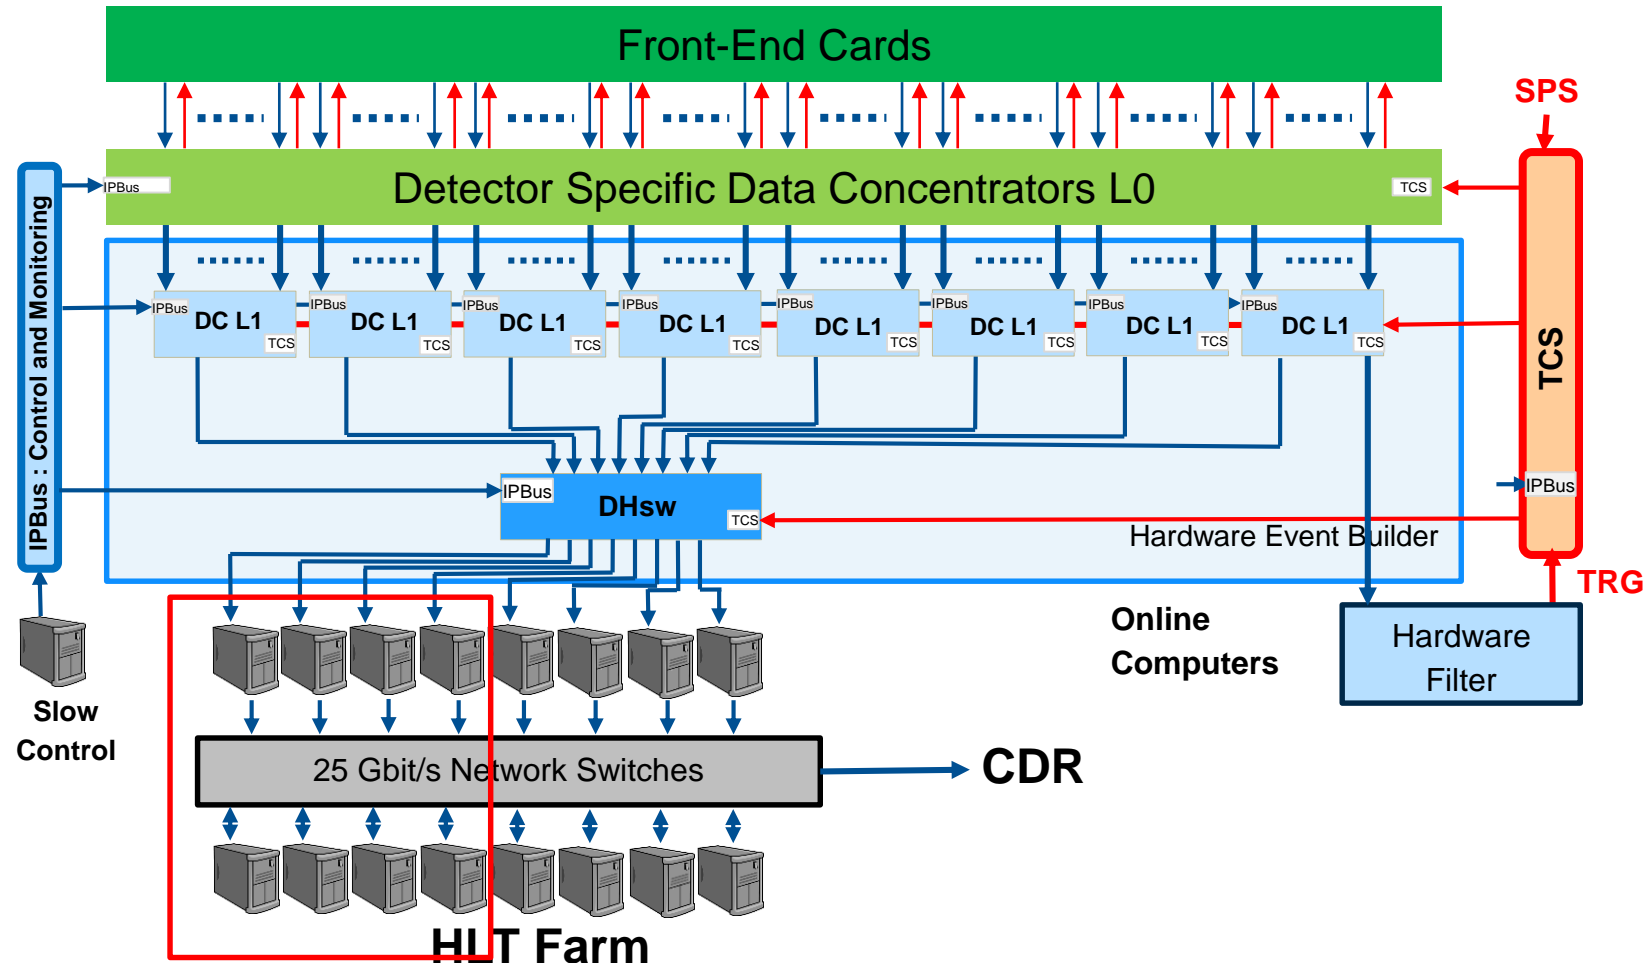 Front-End Cards
SPS
IPBus
Detector Specific Data Concentrators L0
TCS
IPBus : Control and Monitoring
TCS
IPBus
DC L1
TCS
IPBus
DC L1
TCS
IPBus
DC L1
TCS
IPBus
DC L1
TCS
IPBus
DC L1
TCS
IPBus
DC L1
TCS
IPBus
DC L1
TCS
IPBus
DC L1
TCS
IPBus
DHsw
TCS
IPBus
Hardware Event Builder
TRG
Online
Computers
Hardware
Filter
Slow
Control
25 Gbit/s Network Switches
CDR
HLT Farm